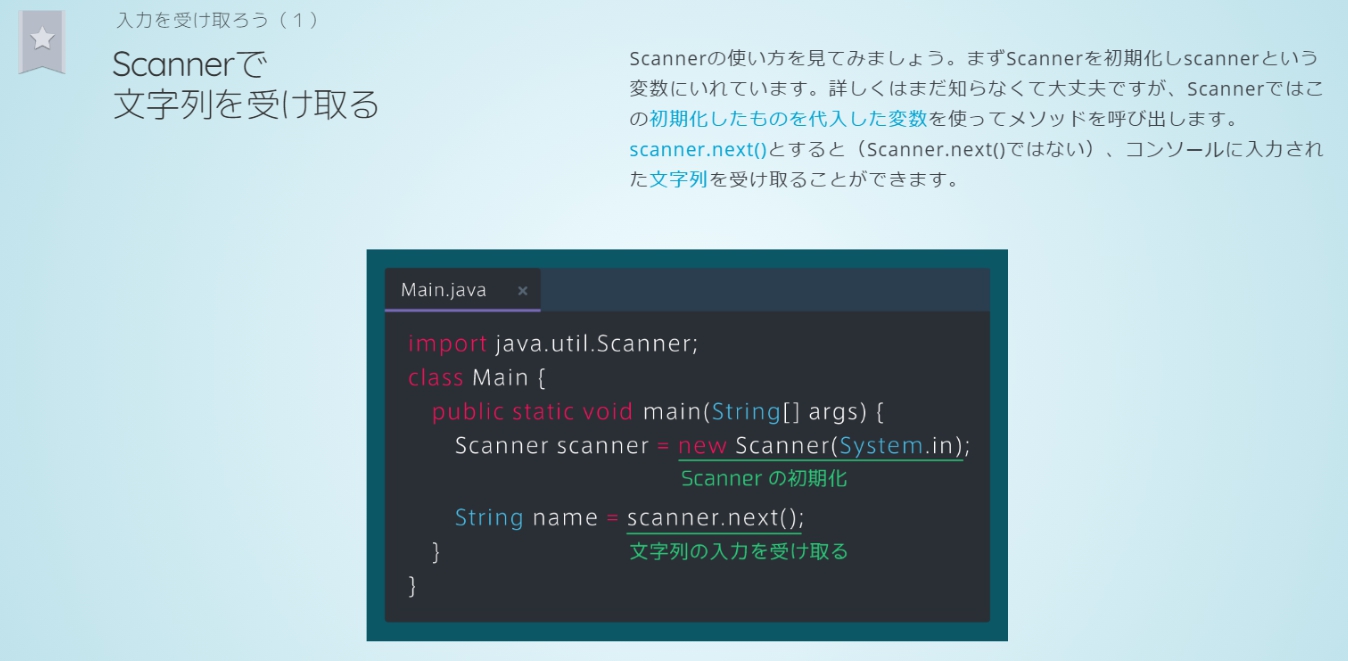 入力を受け取ろう（１）
Scannerで
文字列を受け取る
Scannerの使い方を見てみましょう。まずScannerを初期化しscannerという
変数にいれています。詳しくはまだ知らなくて大丈夫ですが、Scannerではこ
の初期化したものを代入した変数を使ってメソッドを呼び出します。
scanner.next()とすると（Scanner.next()ではない）、コンソールに入力され
た文字列を受け取ることができます。
Main.java ×
import java.util.Scanner;
class Main {
public static void main(String[] args) {
Scanner scanner = new Scanner(System.in);
Scanner の初期化
String name = scanner.next();
}
文字列の入力を受け取る
}